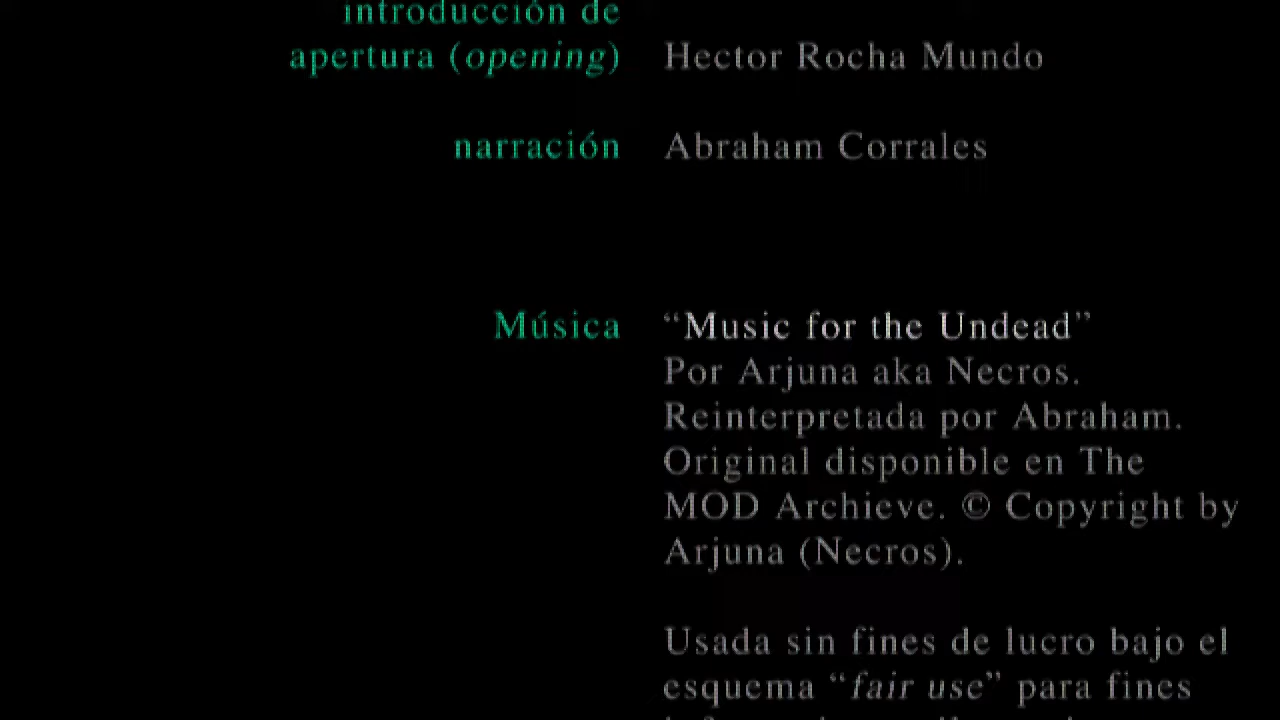 introducción de
apertura (opening) Hector Rocha Mundo
narración Abraham Corrales
Música “Music for the Undead”
Por Arjuna aka Necros.
Reinterpretada por Abraham.
Original disponible en The
MOD Archieve. © Copyright by
Arjuna (Necros).
Usada sin fines de lucro bajo el
esquema “fair use” para fines